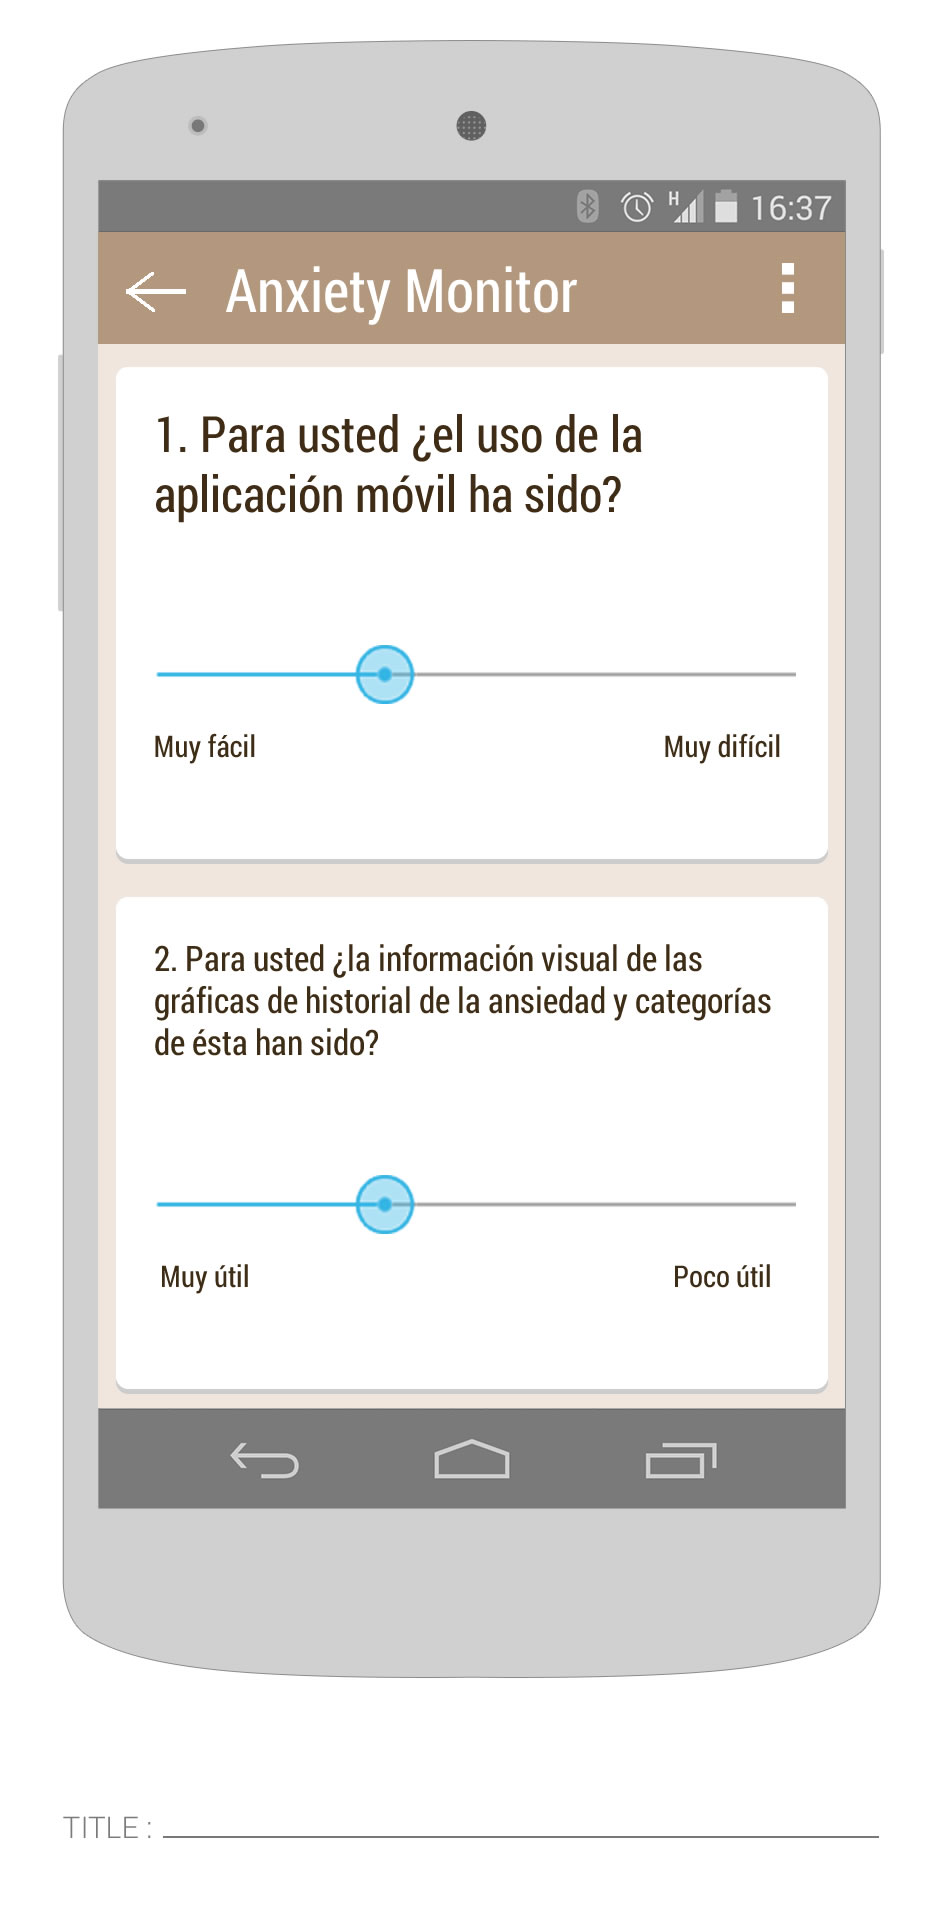 H
16:37
Anxiety Monitor
1. Para usted ¿el uso de la
aplicación móvil ha sido?
Muy fácil
Muy difícil
2. Para usted ¿la información visual de las
gráficas de historial de la ansiedad y categorías
de ésta han sido?
Muy útil
Poco útil
TITLE :